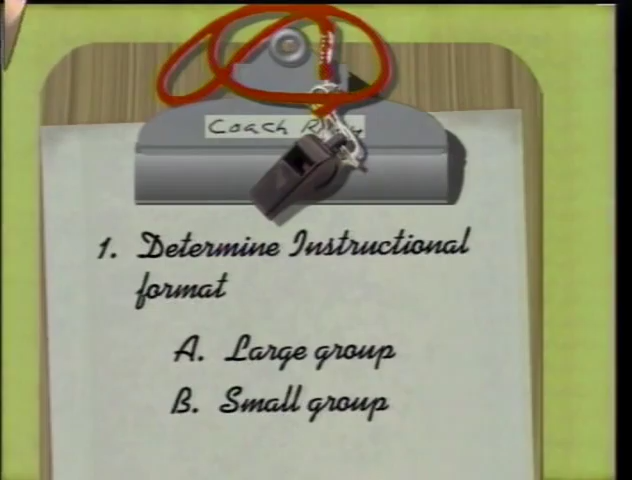 Coach
1. Determine Instructional
format
A. Large group
B. Small group